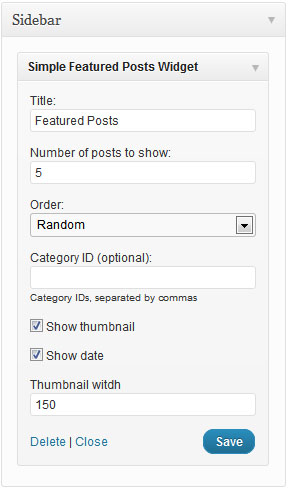 Sidebar
Simple Featured Posts Widget
Title:
Featured Posts
Number of posts to show:
5
Order:
Random
Category ID (optional):
Category IDs, separated by commas
Show thumbnail
Show date
Thumbnail witdh
150
Delete | Close
Save